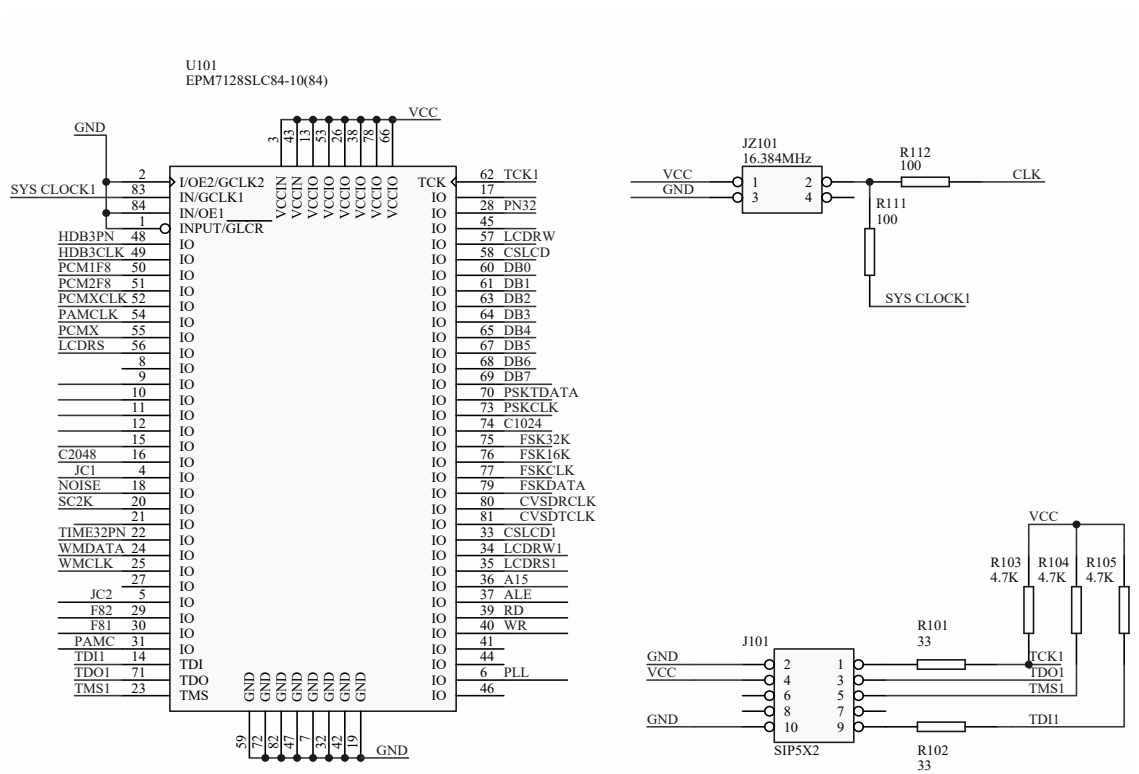 U101
EPM7128SLC84-10(84)
VCC
GND
3 43 13 53 26 38 78 66
VCCIN VCCIN VCCIO VCCIO VCCIO VCCIO VCCIO VCCIO
2 I/OE2/GCLK2 TCK 62 TCK1
SYS CLOCK1 83 IN/GCLK1 IO 17
84 IN/OE1 IO 28 PN32
1 INPUT/GLCR IO 45
HDB3PN 48 IO IO 57 LCDRW
HDB3CLK 49 IO IO 58 CSLCD
PCM1F8 50 IO IO 60 DB0
PCM2F8 51 IO IO 61 DB1
PCMXCLK 52 IO IO 63 DB2
PAMCLK 54 IO IO 64 DB3
PCMX 55 IO IO 65 DB4
LCDRS 56 IO IO 67 DB5
8 IO IO 68 DB6
9 IO IO 69 DB7
10 IO IO 70 PSKTDATA
11 IO IO 73 PSKCLK
12 IO IO 74 C1024
15 IO IO 75 FSK32K
C2048 16 IO IO 76 FSK16K
JC1 4 IO IO 77 FSKCLK
NOISE 18 IO IO 79 FSKDATA
SC2K 20 IO IO 80 CVSDRCLK
21 IO IO 81 CVSDTCLK
TIME32PN 22 IO IO 33 CSLCD1
WMDATA 24 IO IO 34 LCDRW1
WMCLK 25 IO IO 35 LCDRS1
27 IO IO 36 A15
JC2 5 IO IO 37 ALE
F82 29 IO IO 39 RD
F81 30 IO IO 40 WR
PAMC 31 IO IO 41
TDI1 14 TDI IO 44
TDO1 71 TDO IO 6 PLL
TMS1 23 TMS IO 46
GND GND GND GND GND GND GND GND
59 72 82 47 7 32 42 19
GND
JZ101
16.384MHz
VCC 1 2
GND 3 4
R112
100
CLK
R111
100
SYS CLOCK1
VCC
R103 R104 R105
4.7K 4.7K 4.7K
R101
33
J101
GND 2 1 TCK1
VCC 4 3 TDO1
6 5 TMS1
8 7
GND 10 9 TDI1
SIP5X2
R102
33